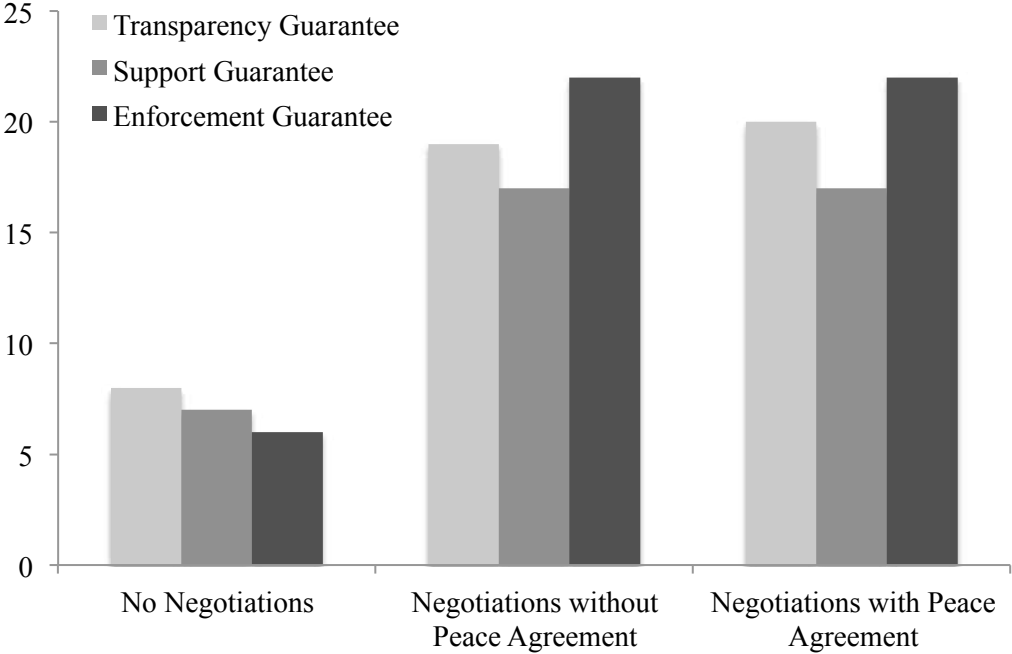 25
Transparency Guarantee
Support Guarantee
Enforcement Guarantee
20
15
10
5
0
No Negotiations
Negotiations without
Peace Agreement
Negotiations with Peace
Agreement